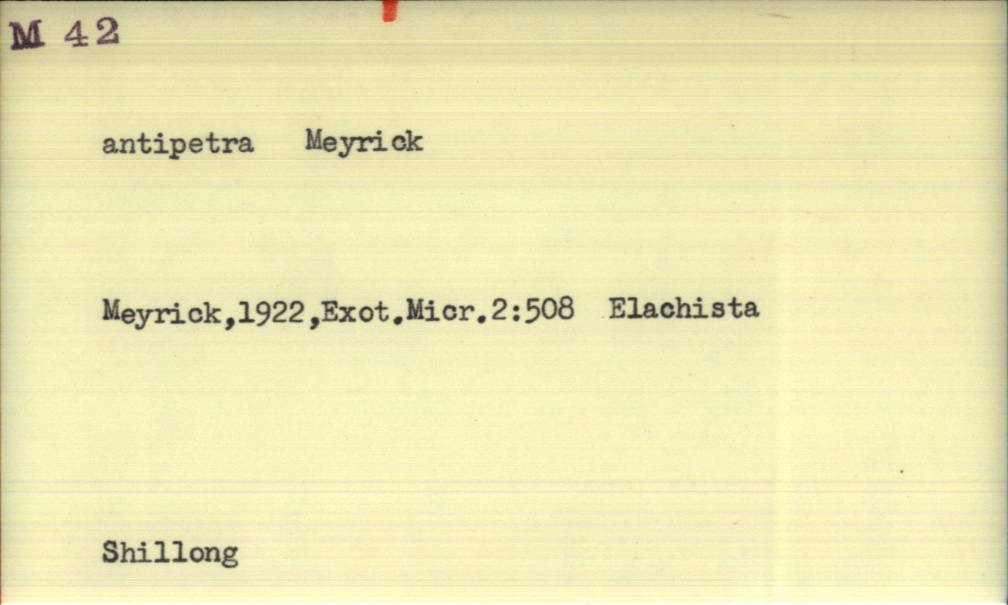 M 42
antipetra Meyrick
Meyrick,1922,Exot.Micr.2:508 Elachista
Shillong